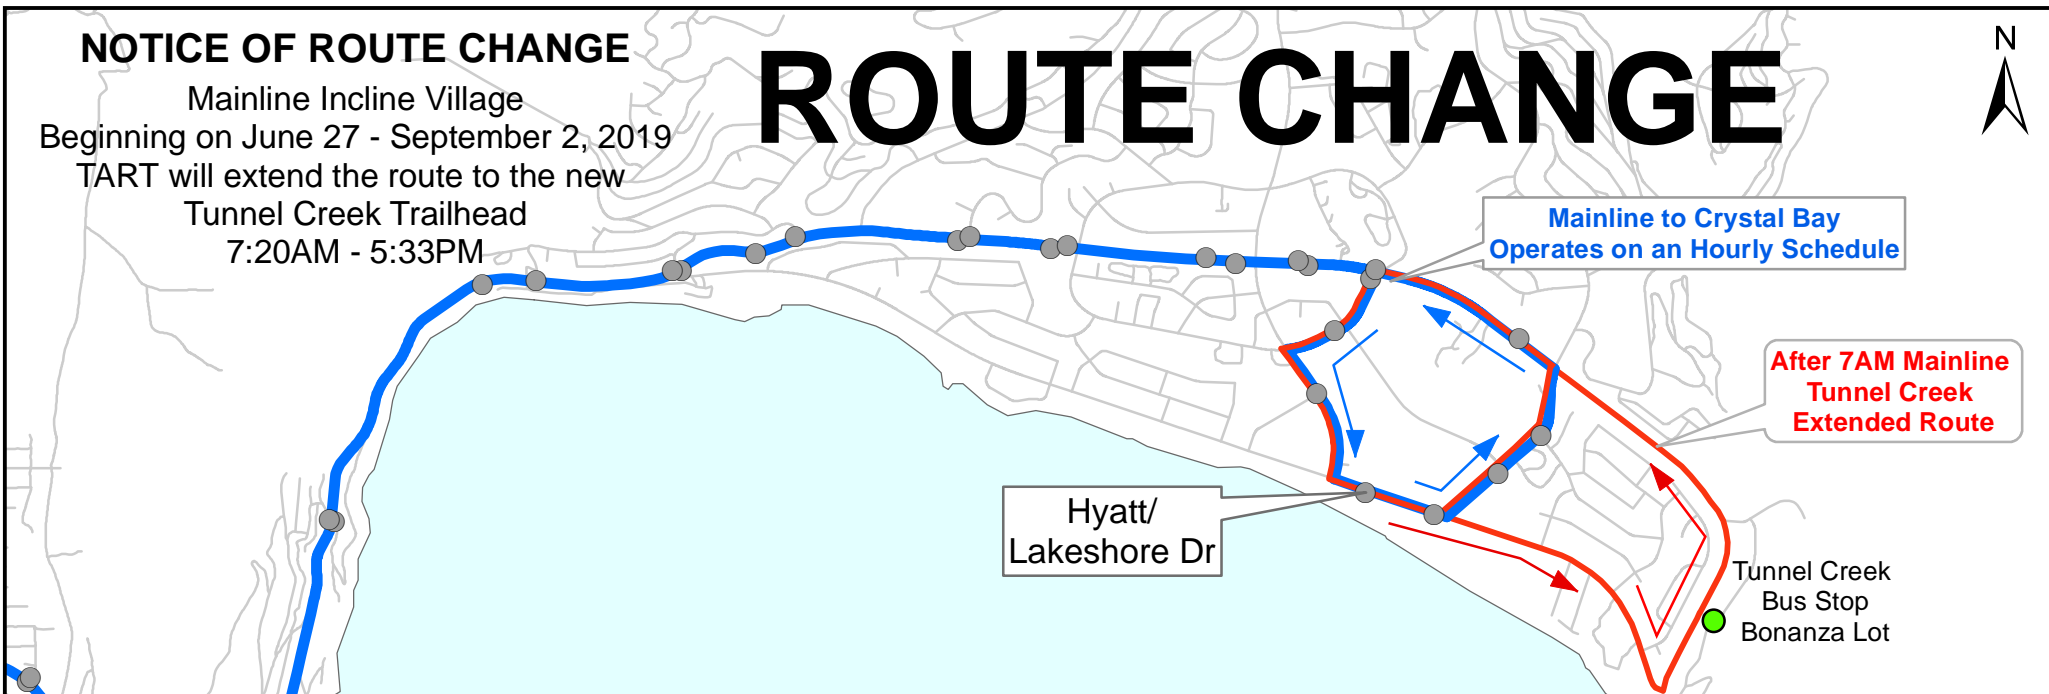 NOTICE OF ROUTE CHANGE
Mainline Incline Village
Beginning on June 27 - September 2, 2019
TART will extend the route to the new
Tunnel Creek Trailhead
7:20AM - 5:33PM
ROUTE CHANGE
N
Mainline to Crystal Bay
Operates on an Hourly Schedule
After 7AM Mainline
Tunnel Creek
Extended Route
Hyatt/
Lakeshore Dr
Tunnel Creek
Bus Stop
Bonanza Lot